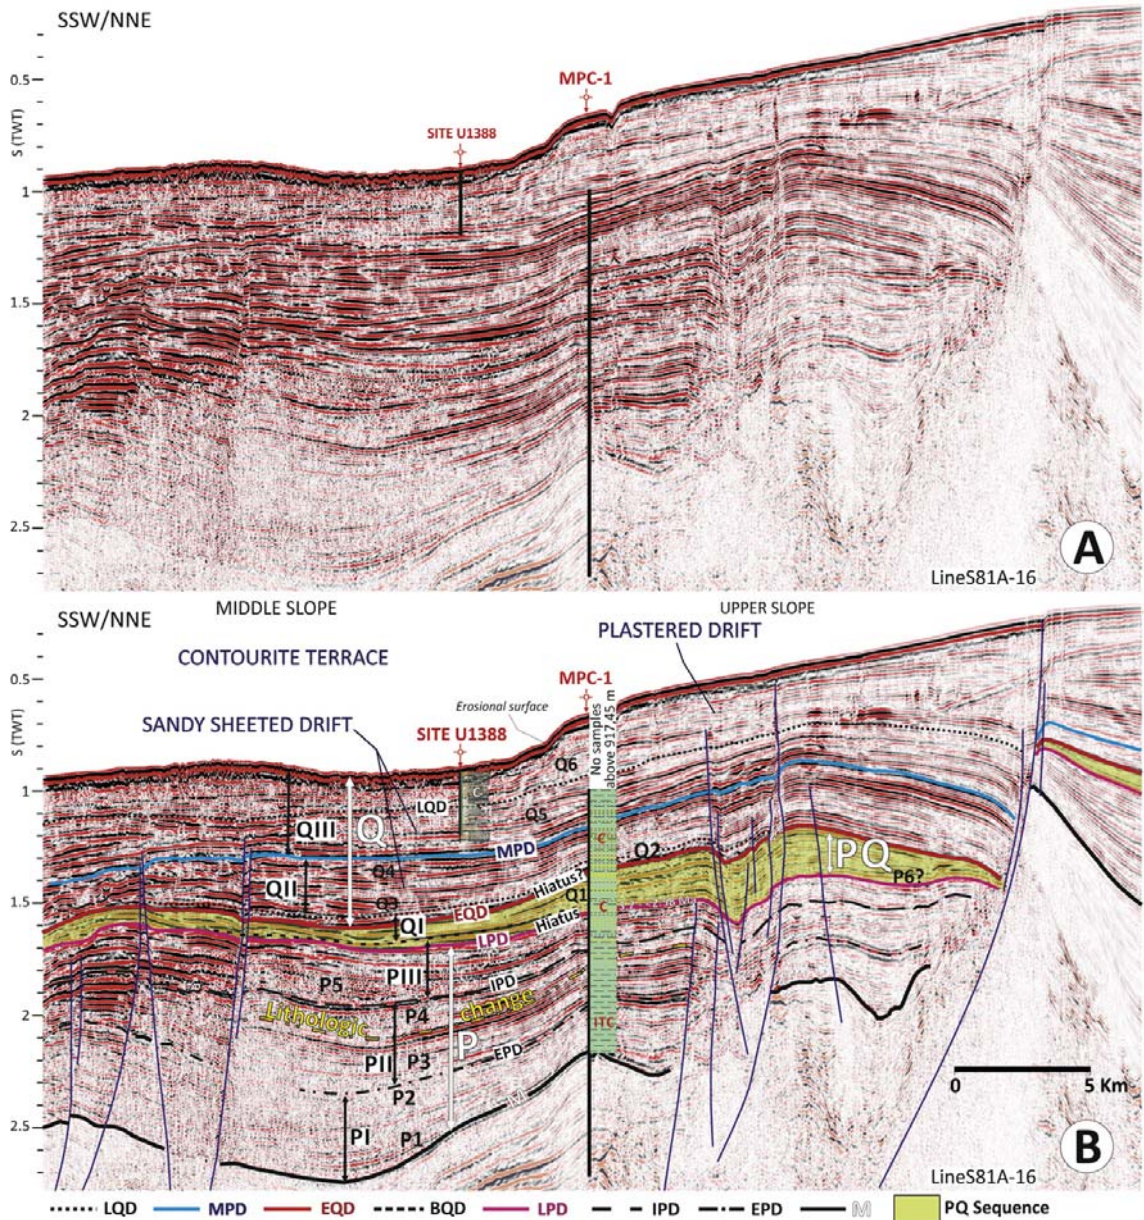 SSW/NNE
0.5
MPC-1
S (TWT)
SITE U1388
1
1.5
2
2.5
A
LineS81A-16
MIDDLE SLOPE
UPPER SLOPE
SSW/NNE
PLASTERED DRIFT
CONTOURITE TERRACE
MPC-1
0.5
S (TWT)
Erosional surface
SANDY SHEETED DRIFT
SITE U1388
No samples
above 917,45 m
Q6
1
C
LQD
Q5
QIII
Q
C
MPD
Q2
Q4
PQ
QII
Hiatus?
P6?
1.5
Q3
Q1
C
EQD
QI
Hiatus
LPD
PIII
P5
IPD
2
Lithologic
change
P4
ITC
P
EPD
PII
P3
0
5 Km
P2
M
2.5
PI
P1
B
LineS81A-16
LQD
MPD
EQD
BQD
LPD
IPD
EPD
M
PQ Sequence